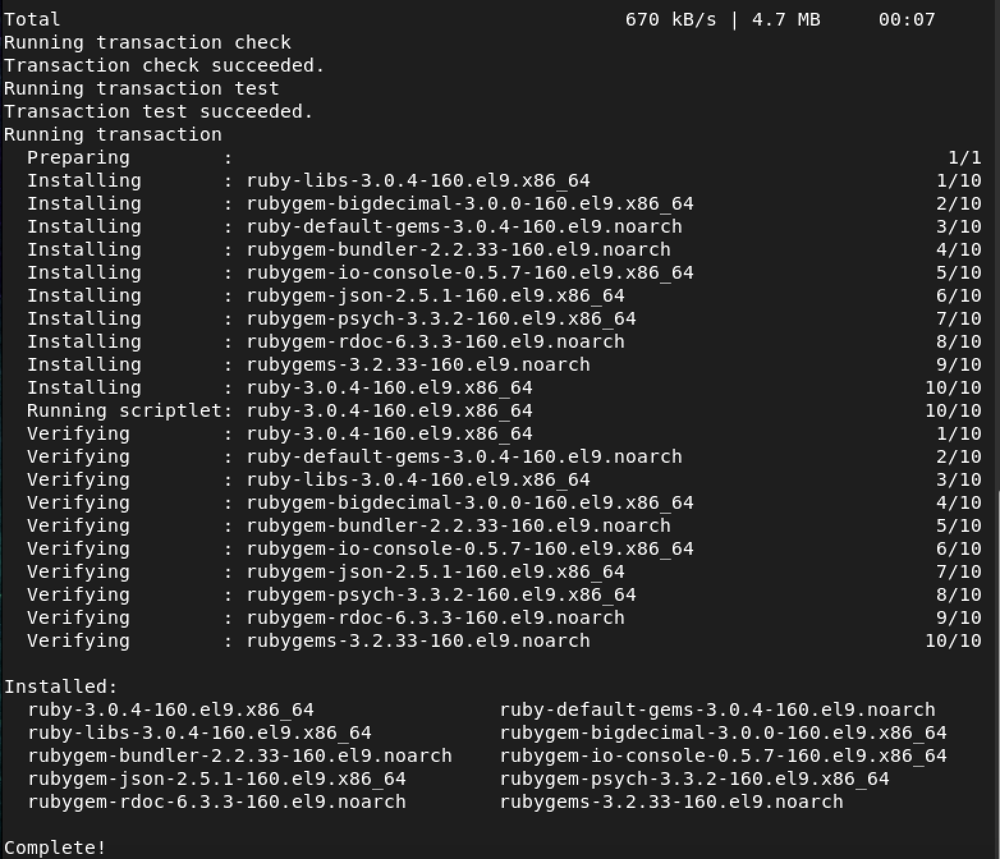 Total 670 kB/s | 4.7 MB 00:07
Running transaction check
Transaction check succeeded.
Running transaction test
Transaction test succeeded.
Running transaction
Preparing : 1/1
Installing : ruby-libs-3.0.4-160.el9.x86_64 1/10
Installing : rubygem-bigdecimal-3.0.0-160.el9.x86_64 2/10
Installing : ruby-default-gems-3.0.4-160.el9.noarch 3/10
Installing : rubygem-bundler-2.2.33-160.el9.noarch 4/10
Installing : rubygem-io-console-0.5.7-160.el9.x86_64 5/10
Installing : rubygem-json-2.5.1-160.el9.x86_64 6/10
Installing : rubygem-psych-3.3.2-160.el9.x86_64 7/10
Installing : rubygem-rdoc-6.3.3-160.el9.noarch 8/10
Installing : rubygems-3.2.33-160.el9.noarch 9/10
Installing : ruby-3.0.4-160.el9.x86_64 10/10
Running scriptlet: ruby-3.0.4-160.el9.x86_64 10/10
Verifying : ruby-3.0.4-160.el9.x86_64 1/10
Verifying : ruby-default-gems-3.0.4-160.el9.noarch 2/10
Verifying : ruby-libs-3.0.4-160.el9.x86_64 3/10
Verifying : rubygem-bigdecimal-3.0.0-160.el9.x86_64 4/10
Verifying : rubygem-bundler-2.2.33-160.el9.noarch 5/10
Verifying : rubygem-io-console-0.5.7-160.el9.x86_64 6/10
Verifying : rubygem-json-2.5.1-160.el9.x86_64 7/10
Verifying : rubygem-psych-3.3.2-160.el9.x86_64 8/10
Verifying : rubygem-rdoc-6.3.3-160.el9.noarch 9/10
Verifying : rubygems-3.2.33-160.el9.noarch 10/10
Installed:
ruby-3.0.4-160.el9.x86_64 ruby-default-gems-3.0.4-160.el9.noarch
ruby-libs-3.0.4-160.el9.x86_64 rubygem-bigdecimal-3.0.0-160.el9.x86_64
rubygem-bundler-2.2.33-160.el9.noarch rubygem-io-console-0.5.7-160.el9.x86_64
rubygem-json-2.5.1-160.el9.x86_64 rubygem-psych-3.3.2-160.el9.x86_64
rubygem-rdoc-6.3.3-160.el9.noarch rubygems-3.2.33-160.el9.noarch
Complete!